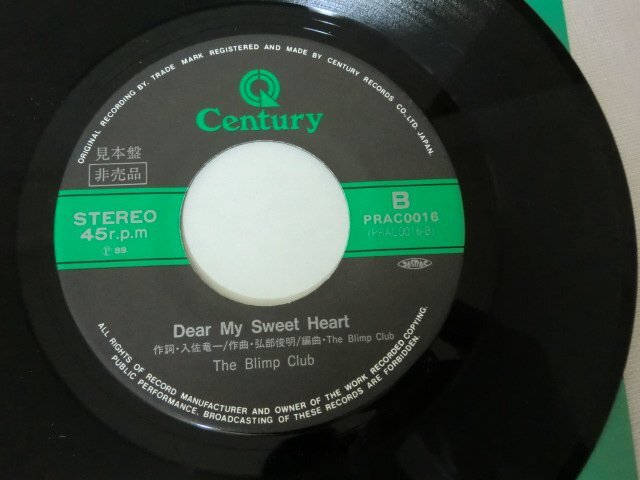 ORIGINAL RECORDING BY. TRADE MARK REGISTERED AND MADE BY CENTURY RECORDS CO., LTD. JAPAN.
Century
見本盤
非売品
STEREO
45r.p.m
Ⓟ89
B
PRAC0016
(PRAC0016-B)
Dear My Sweet Heart
作詞・入佐竜一/作曲・弘部俊明/編曲・The Blimp Club
The Blimp Club
ALL RIGHTS OF RECORD MANUFACTURER AND OWNER OF THE WORK RECORDED COPYING.
PUBLIC PERFORMANCE. BROADCASTING OF THESE RECORDS ARE FORBIDDEN.